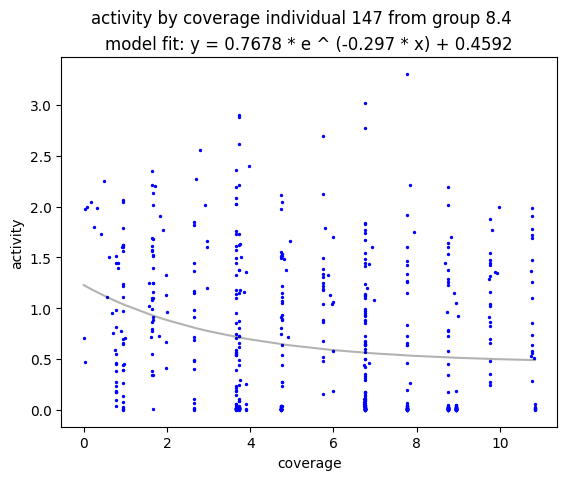 activity by coverage individual 147 from group 8.4
model fit: y = 0.7678 * e ^ (-0.297 * x) + 0.4592
3.0
2.5
2.0
1.5
1.0
0.5
0.0
activity
0 2 4 6 8 10
coverage